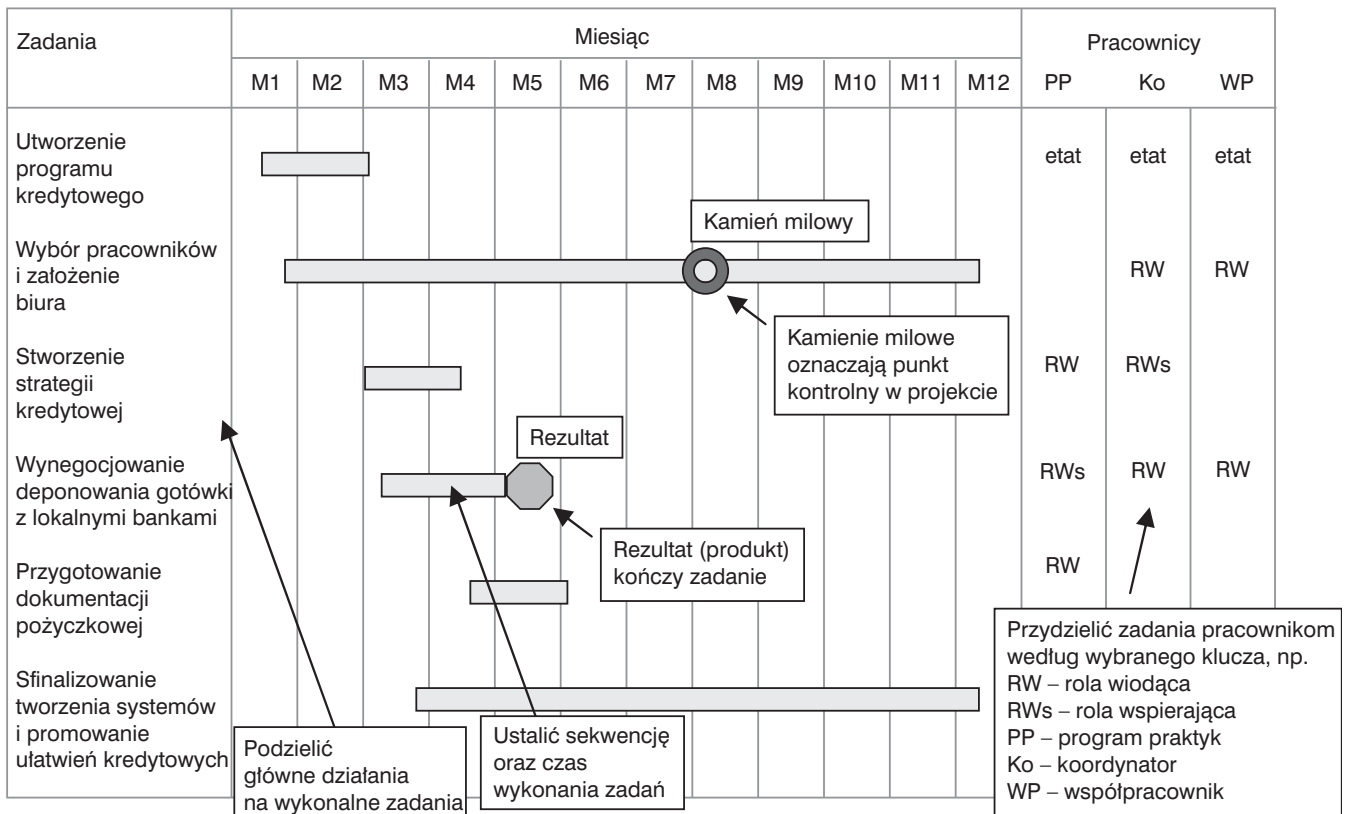 Zadania
Miesiąc
Pracownicy
M1 M2 M3 M4 M5 M6 M7 M8 M9 M10 M11 M12 PP Ko WP
Utworzenie
programu
kredytowego
etat etat etat
Kamień milowy
Wybór pracowników
i założenie
biura
RW RW
Kamienie milowe
oznaczają punkt
kontrolny w projekcie
Stworzenie
strategii
kredytowej
RW RWs
Rezultat
Wynegocjowanie
deponowania gotówki
z lokalnymi bankami
RWs RW RW
Rezultat (produkt)
kończy zadanie
Przygotowanie
dokumentacji
pożyczkowej
RW
Sfinalizowanie
tworzenia systemów
i promowanie
ułatwień kredytowych
Podzielić
główne działania
na wykonalne zadania
Ustalić sekwencję
oraz czas
wykonania zadań
Przydzielić zadania pracownikom
według wybranego klucza, np.
RW – rola wiodąca
RWs – rola wspierająca
PP – program praktyk
Ko – koordynator
WP – współpracownik